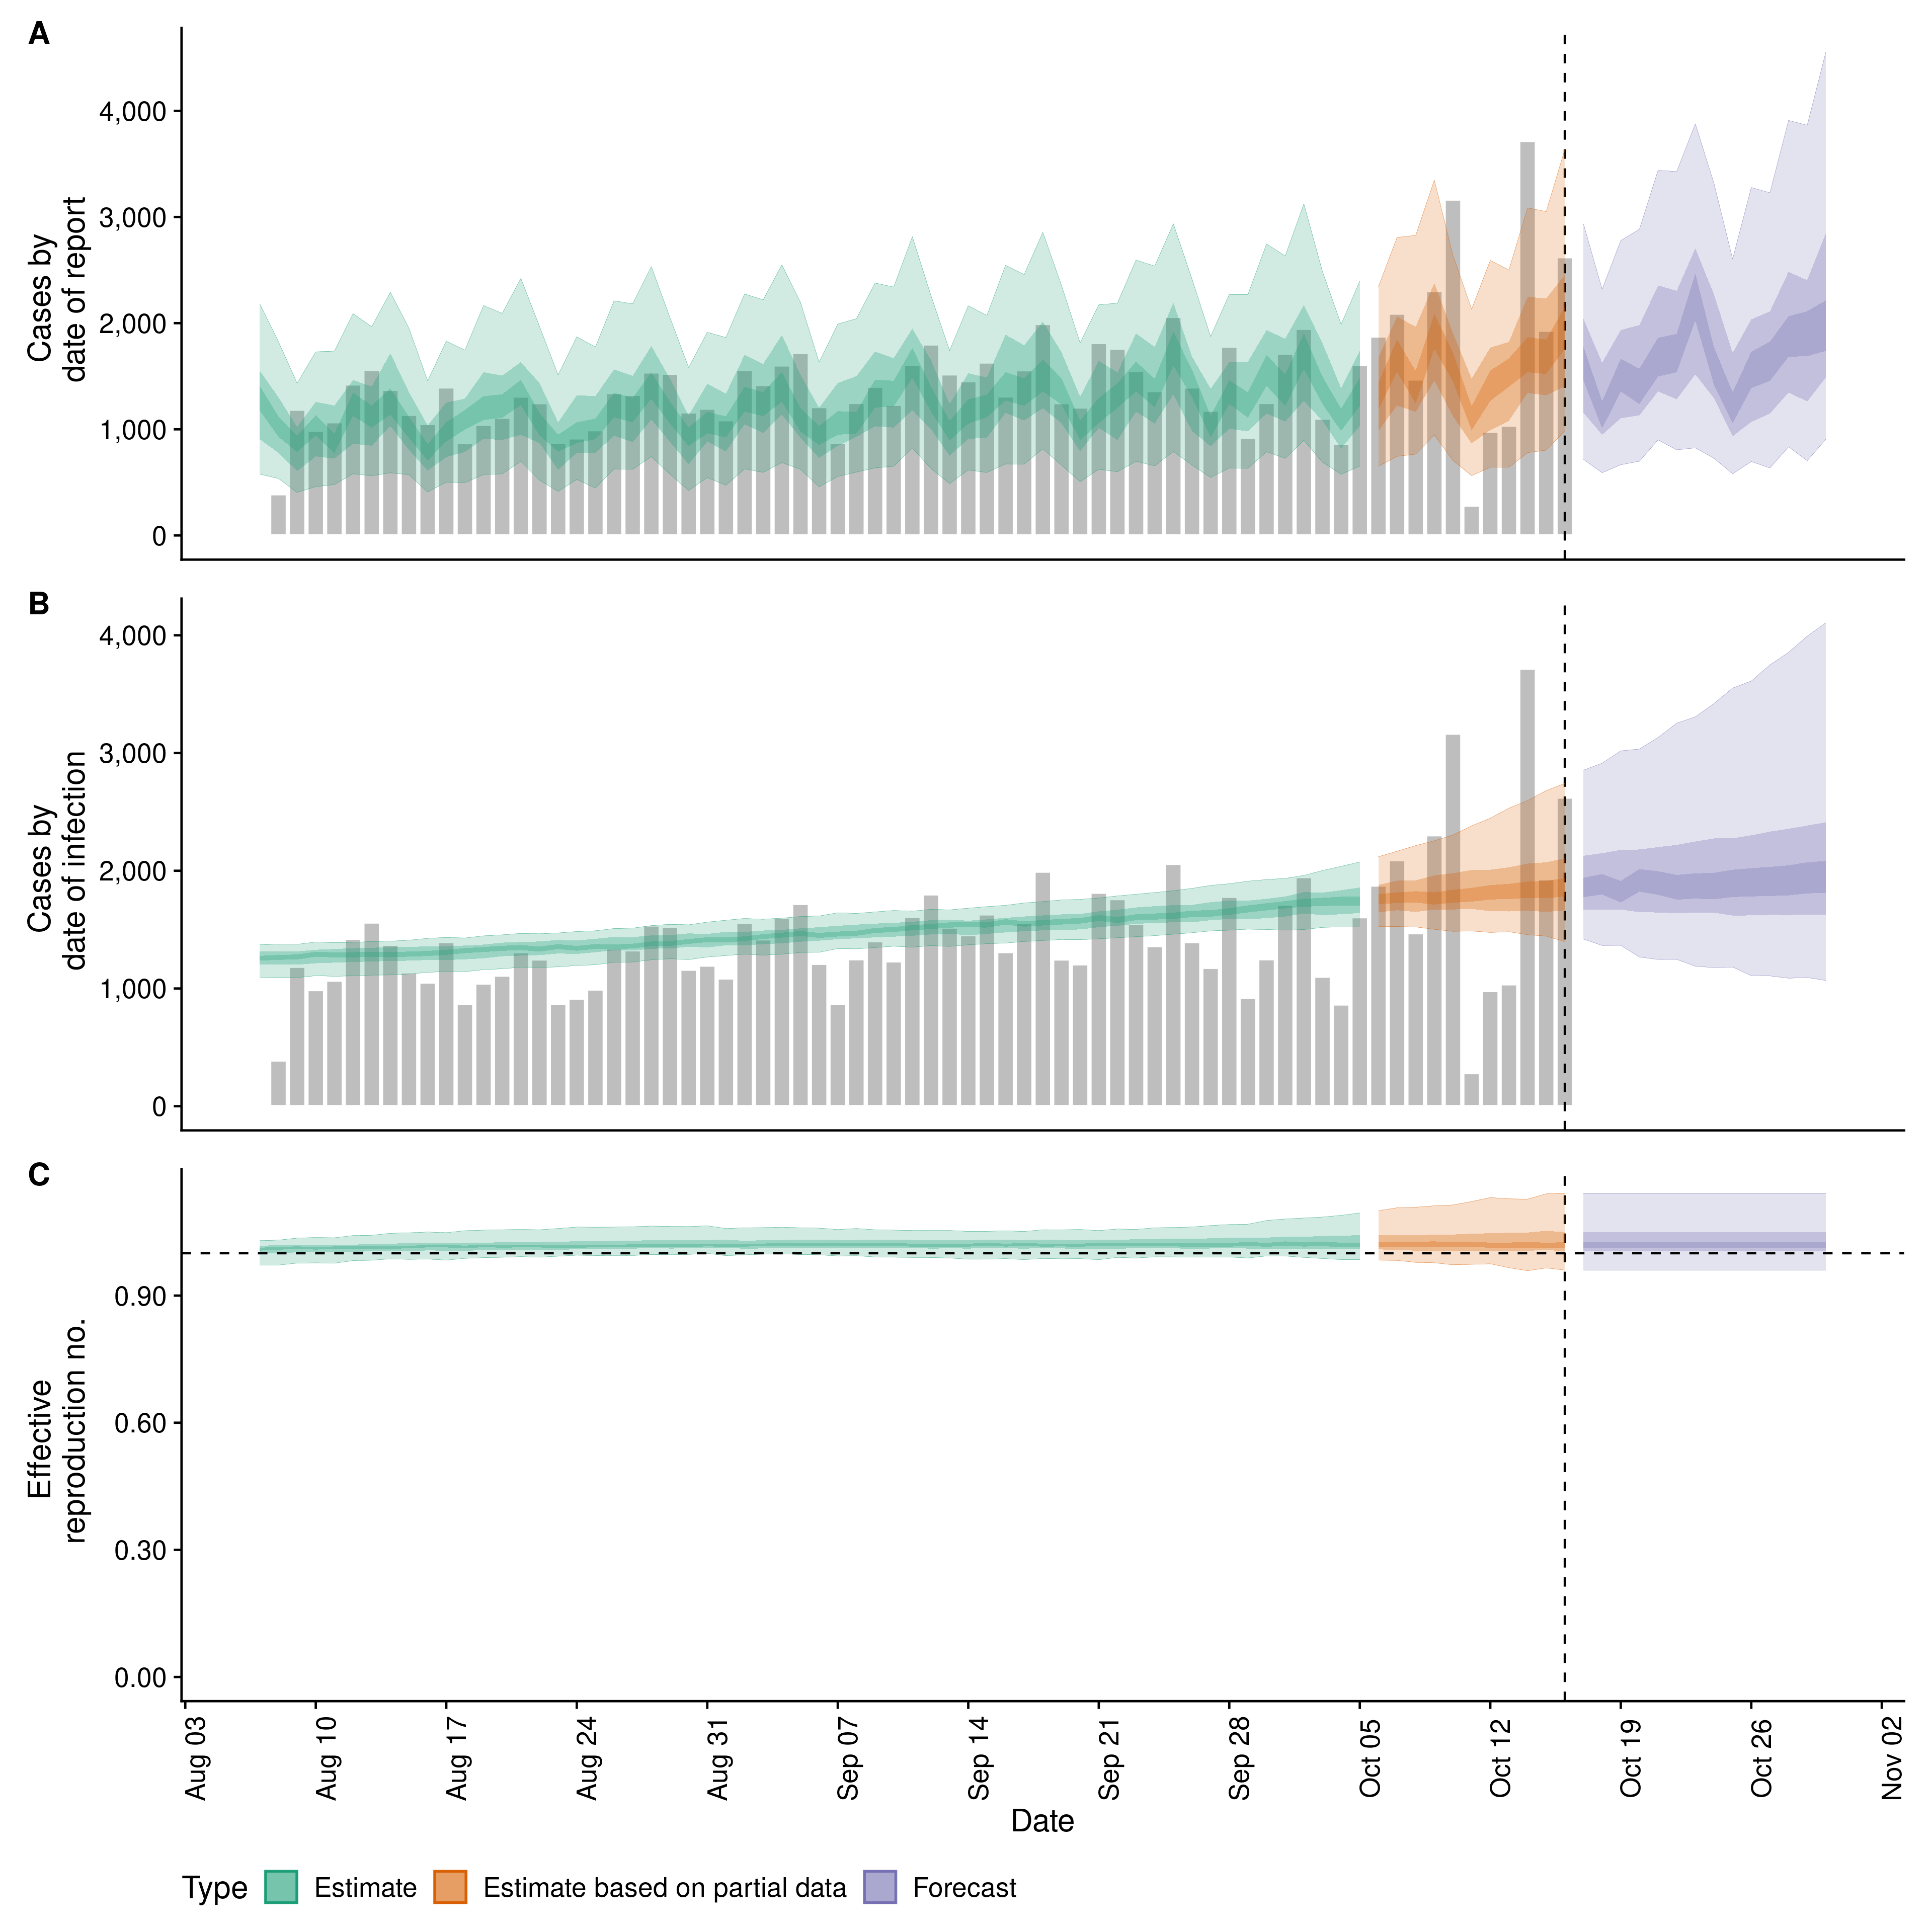 A
4,000
3,000
2,000
1,000
0
Cases by
date of report
B
4,000
3,000
2,000
1,000
0
Cases by
date of infection
C
0.90
0.60
0.30
0.00
Effective
reproduction no.
Aug 03
Aug 10
Aug 17
Aug 24
Aug 31
Sep 07
Sep 14
Sep 21
Sep 28
Oct 05
Oct 12
Oct 19
Oct 26
Nov 02
Date
Type Estimate Estimate based on partial data Forecast